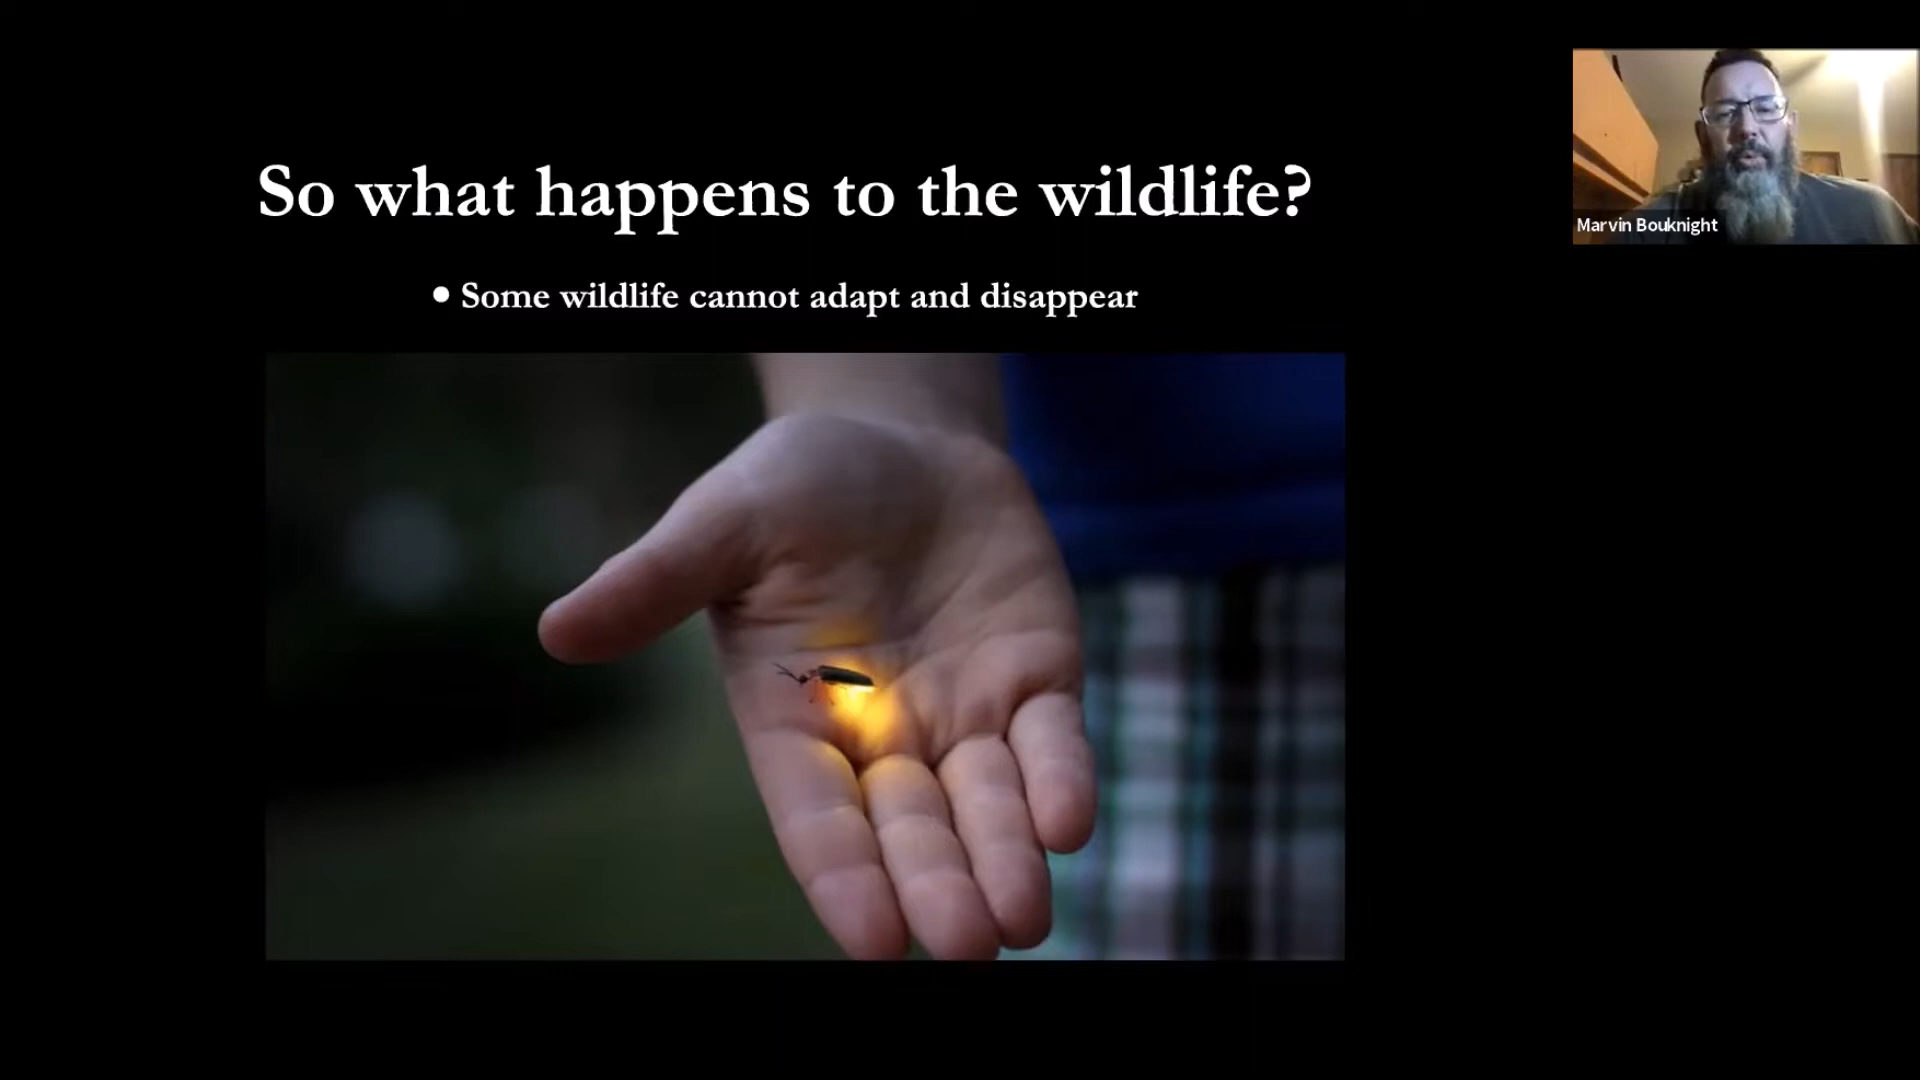 So what happens to the wildlife?
• Some wildlife cannot adapt and disappear
Marvin Bouknight